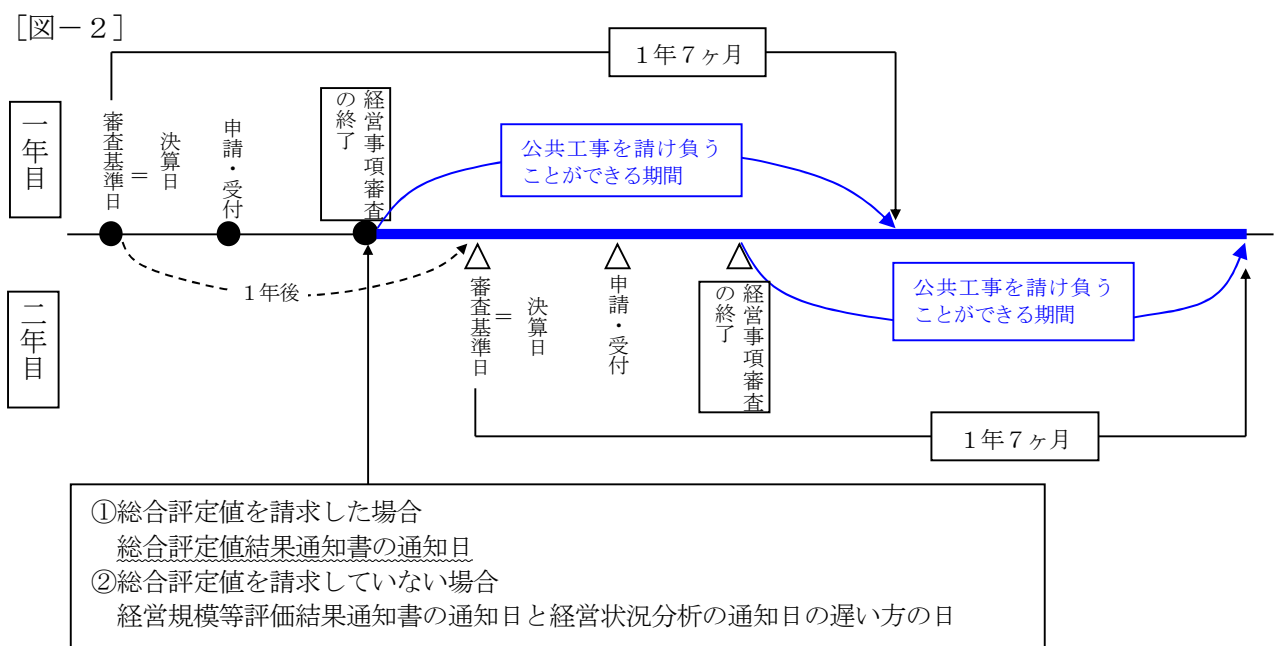 ［図－２］
１年７ヶ月
一年目
審査基準日
＝
決算日
申請・受付
経営事項審査
の終了
公共工事を請け負う
ことができる期間
１年後
二年目
審査基準日
＝
決算日
申請・受付
経営事項審査
の終了
公共工事を請け負う
ことができる期間
１年７ヶ月
①総合評定値を請求した場合
総合評定値結果通知書の通知日
②総合評定値を請求していない場合
経営規模等評価結果通知書の通知日と経営状況分析の通知日の遅い方の日